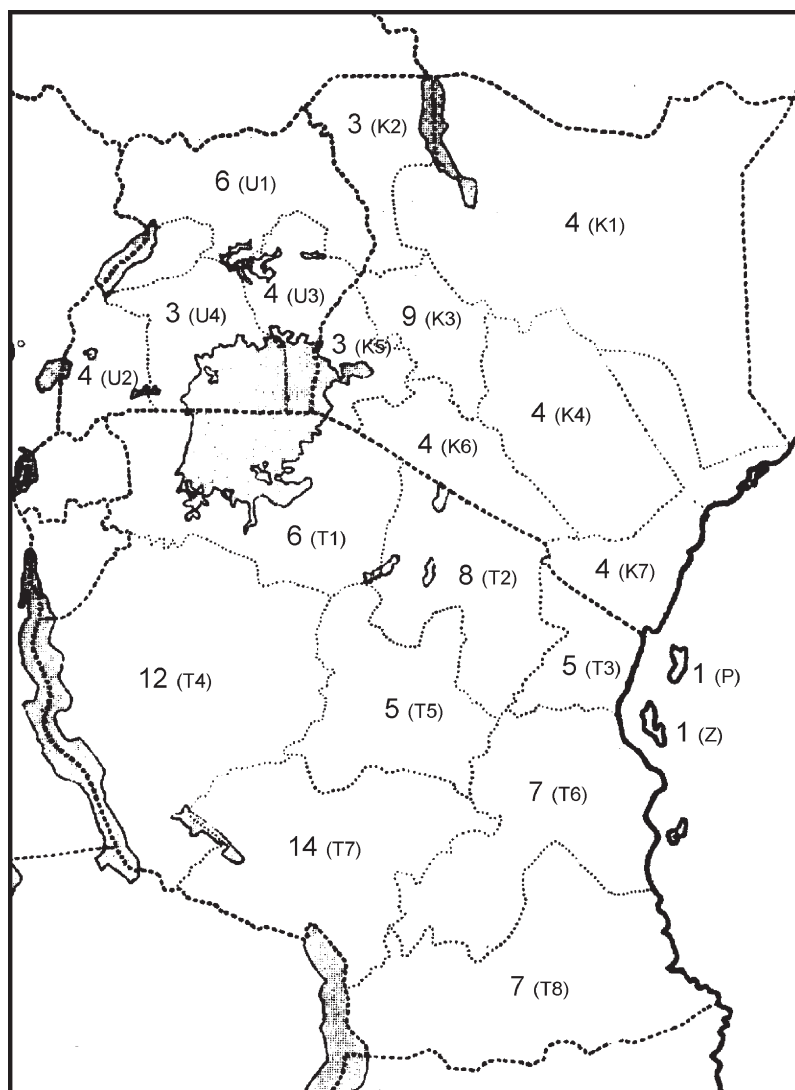 3 (K2)
6 (U1)
4 (K1)
4 (U3)
3 (U4)
9 (K3)
3 (K5)
4 (U2)
4 (K4)
4 (K6)
6 (T1)
8 (T2)
4 (K7)
5 (T3)
1 (P)
12 (T4)
5 (T5)
1 (Z)
7 (T6)
14 (T7)
7 (T8)